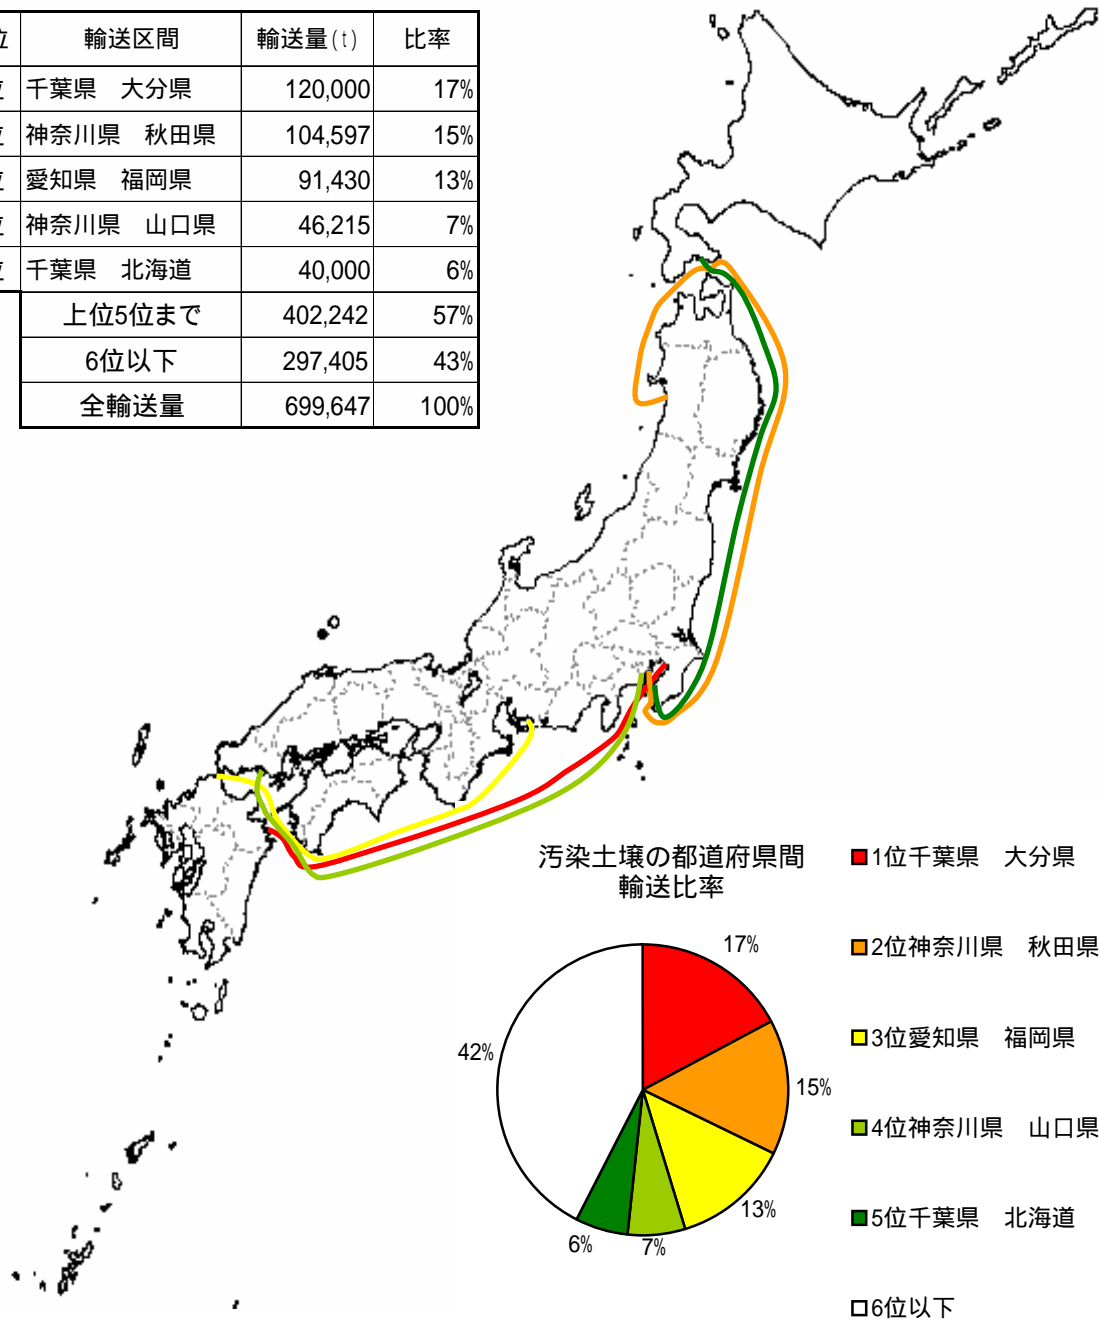 位 輸送区間 輸送量(t) 比率
位 千葉県 大分県 120,000 17%
位 神奈川県 秋田県 104,597 15%
位 愛知県 福岡県 91,430 13%
位 神奈川県 山口県 46,215 7%
位 千葉県 北海道 40,000 6%
上位5位まで 402,242 57%
6位以下 297,405 43%
全輸送量 699,647 100%
汚染土壌の都道府県間
輸送比率
17%
15%
13%
7%
6%
42%
1位千葉県 大分県
2位神奈川県 秋田県
3位愛知県 福岡県
4位神奈川県 山口県
5位千葉県 北海道
6位以下